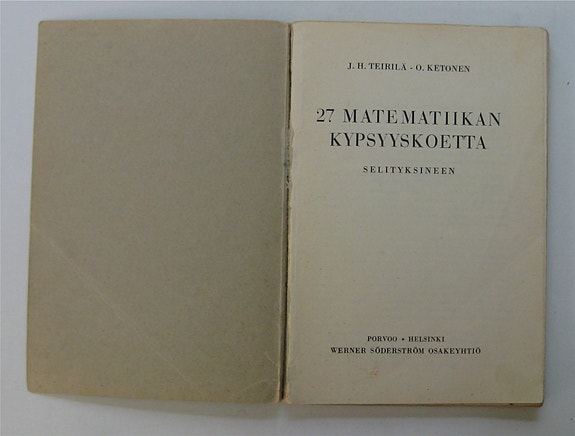 J. H. TEIRILÄ - O. KETONEN
27 MATEMATIIKAN
KYPSYYSKOETTA
SELITYKSINEEN
PORVOO • HELSINKI
WERNER SÖDERSTRÖM OSAKEYHTIÖ